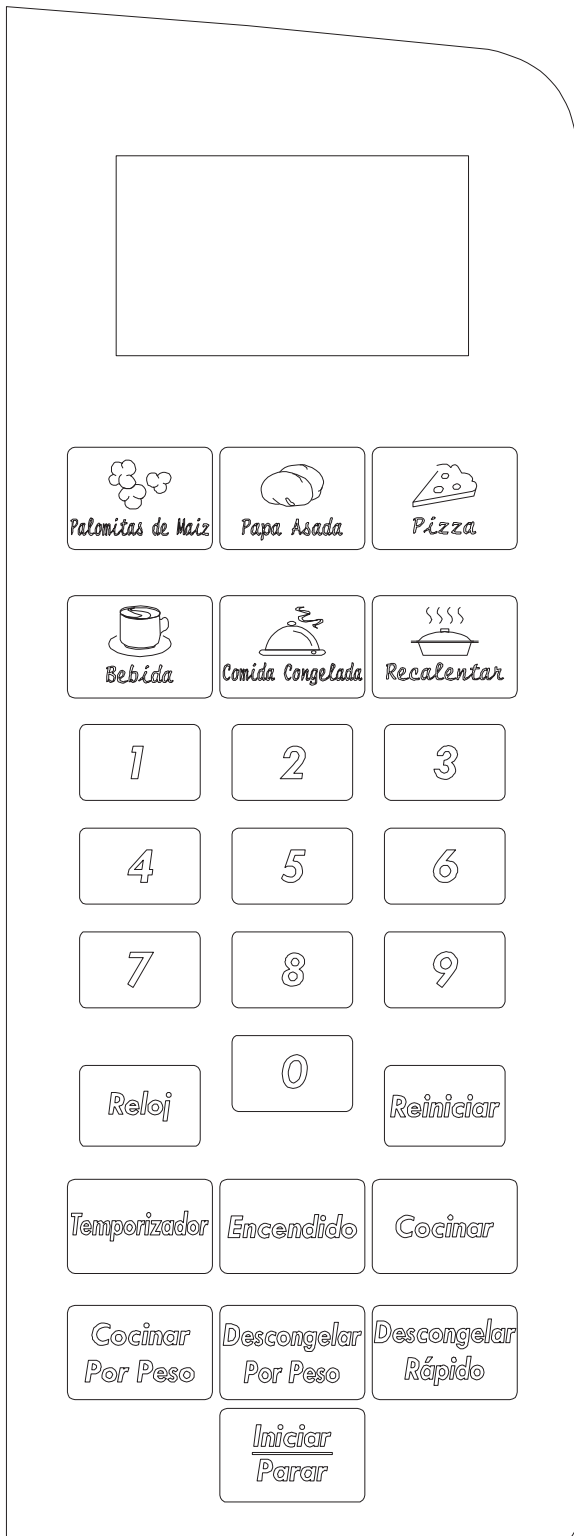 Palomitas de Maiz
Papa Asada
Pizza
Bebida
Comida Congelada
Recalentar
1
2
3
4
5
6
7
8
9
0
Reloj
Reiniciar
Temporizador
Encendido
Cocinar
Cocinar
Por Peso
Descongelar
Por Peso
Descongelar
Rápido
Iniciar
Parar